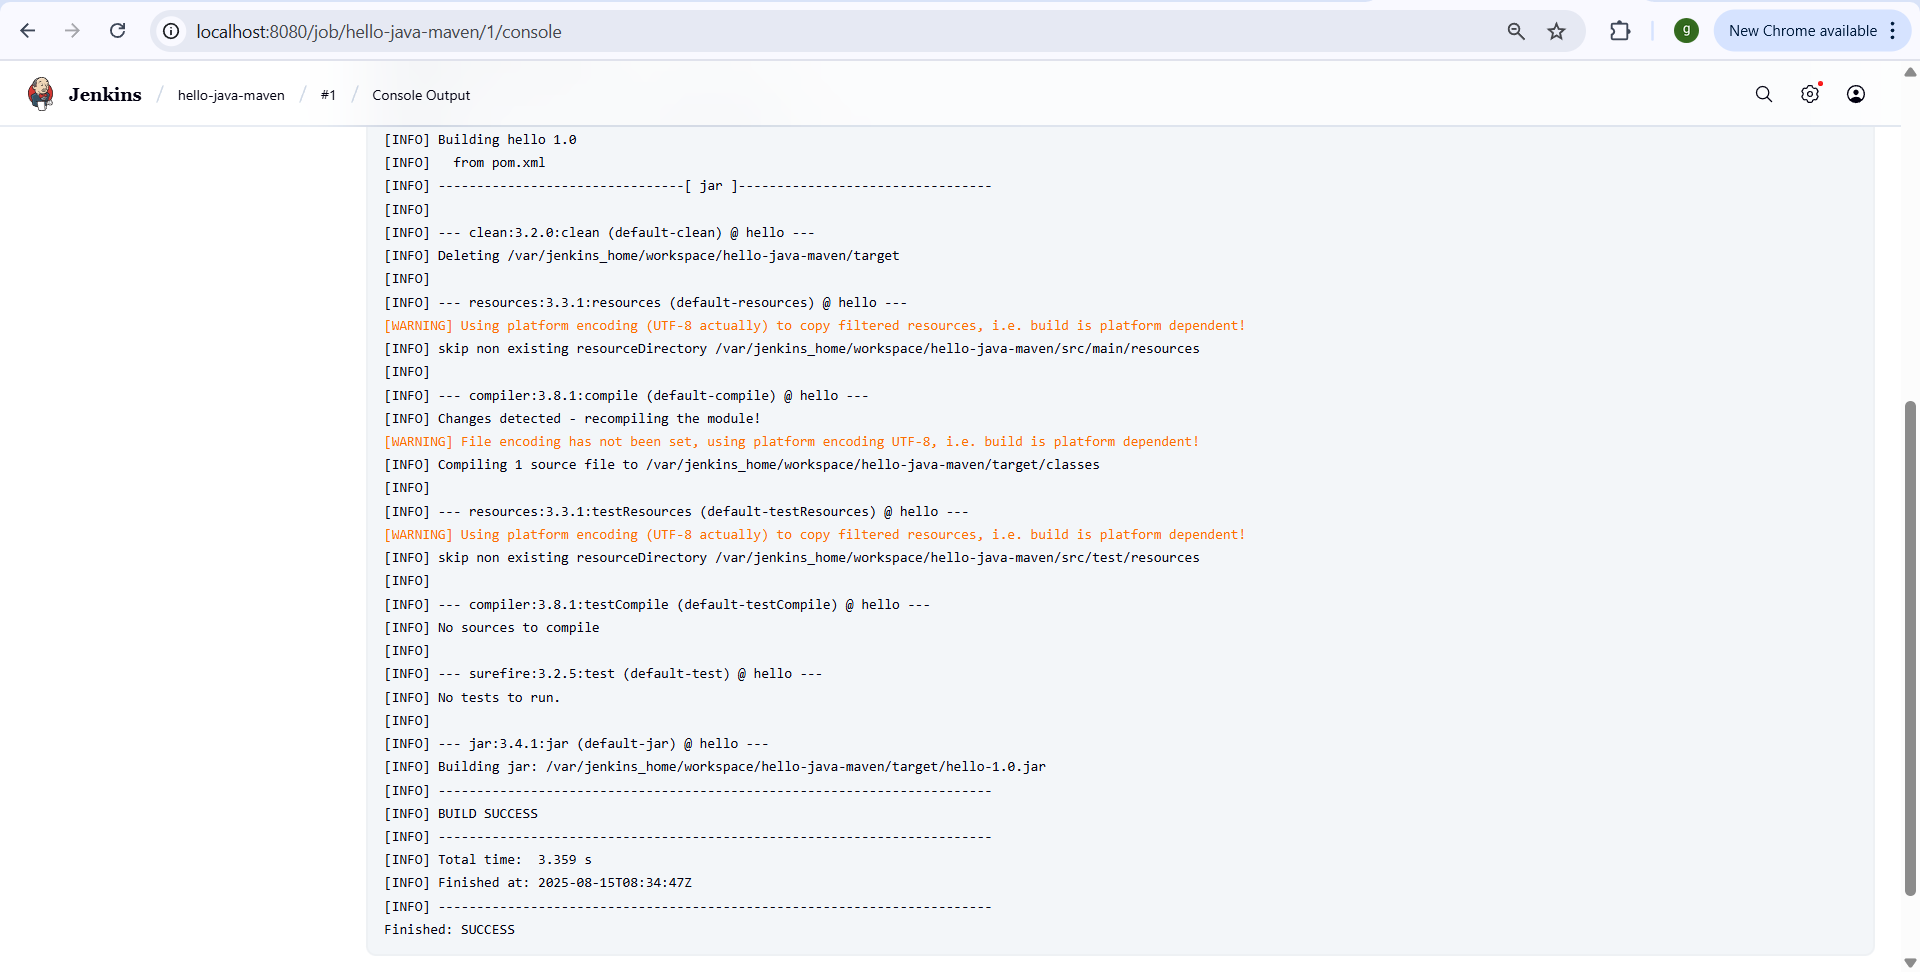 localhost:8080/job/hello-java-maven/1/console
g
New Chrome available
Jenkins / hello-java-maven / #1 / Console Output
[INFO] Building hello 1.0
[INFO]   from pom.xml
[INFO] --------------------------------[ jar ]---------------------------------
[INFO]
[INFO] --- clean:3.2.0:clean (default-clean) @ hello ---
[INFO] Deleting /var/jenkins_home/workspace/hello-java-maven/target
[INFO]
[INFO] --- resources:3.3.1:resources (default-resources) @ hello ---
[WARNING] Using platform encoding (UTF-8 actually) to copy filtered resources, i.e. build is platform dependent!
[INFO] skip non existing resourceDirectory /var/jenkins_home/workspace/hello-java-maven/src/main/resources
[INFO]
[INFO] --- compiler:3.8.1:compile (default-compile) @ hello ---
[INFO] Changes detected - recompiling the module!
[WARNING] File encoding has not been set, using platform encoding UTF-8, i.e. build is platform dependent!
[INFO] Compiling 1 source file to /var/jenkins_home/workspace/hello-java-maven/target/classes
[INFO]
[INFO] --- resources:3.3.1:testResources (default-testResources) @ hello ---
[WARNING] Using platform encoding (UTF-8 actually) to copy filtered resources, i.e. build is platform dependent!
[INFO] skip non existing resourceDirectory /var/jenkins_home/workspace/hello-java-maven/src/test/resources
[INFO]
[INFO] --- compiler:3.8.1:testCompile (default-testCompile) @ hello ---
[INFO] No sources to compile
[INFO]
[INFO] --- surefire:3.2.5:test (default-test) @ hello ---
[INFO] No tests to run.
[INFO]
[INFO] --- jar:3.4.1:jar (default-jar) @ hello ---
[INFO] Building jar: /var/jenkins_home/workspace/hello-java-maven/target/hello-1.0.jar
[INFO] ------------------------------------------------------------------------
[INFO] BUILD SUCCESS
[INFO] ------------------------------------------------------------------------
[INFO] Total time:  3.359 s
[INFO] Finished at: 2025-08-15T08:34:47Z
[INFO] ------------------------------------------------------------------------
Finished: SUCCESS